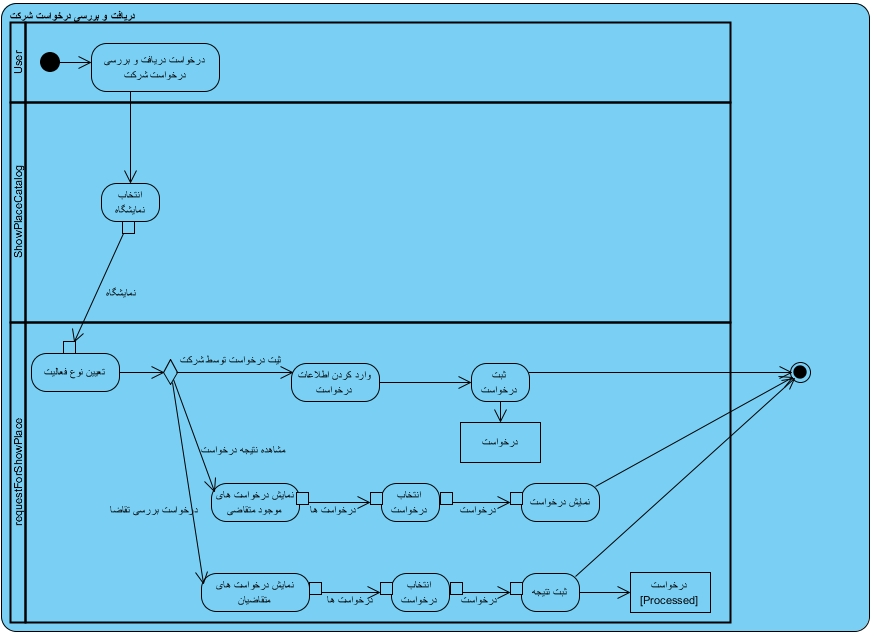 دریافت و بررسی درخواست شرکت
User
درخواست دریافت و بررسی
درخواست شرکت
ShowPlaceCatalog
انتخاب
نمایشگاه
نمایشگاه
requestForShowPlace
تعیین نوع فعالیت
ثبت درخواست توسط شرکت
وارد کردن اطلاعات
درخواست
ثبت
درخواست
درخواست
مشاهده نتیجه درخواست
نمایش درخواست های
موجود متقاضی
درخواست ها
انتخاب
درخواست
درخواست
نمایش درخواست
درخواست بررسی تقاضا
نمایش درخواست های
متقاضیان
درخواست ها
انتخاب
درخواست
درخواست
ثبت نتیجه
درخواست
[Processed]